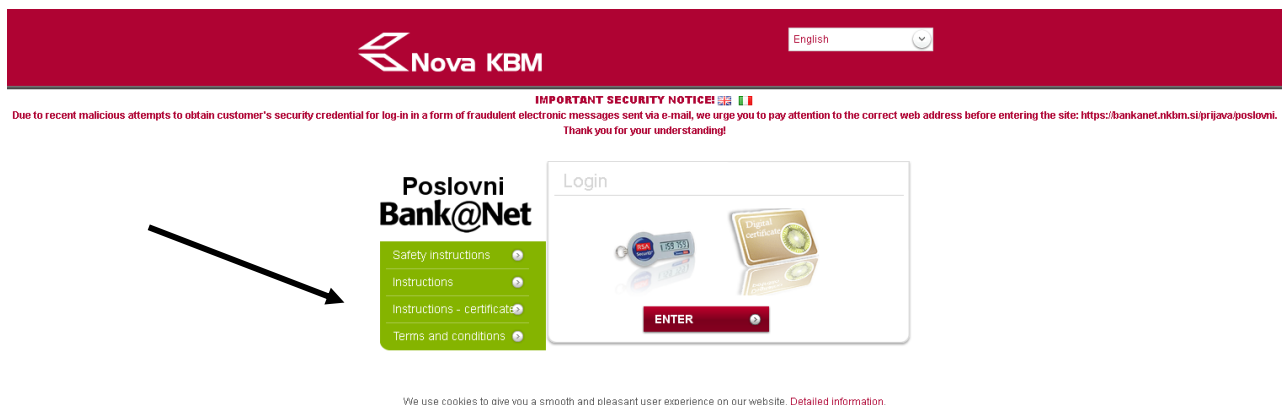 Nova KBM
English
IMPORTANT SECURITY NOTICE!
Due to recent malicious attempts to obtain customer's security credential for log-in in a form of fraudulent electronic messages sent via e-mail, we urge you to pay attention to the correct web address before entering the site: https://bankanet.nkbm.si/prijava/poslovni.
Thank you for your understanding!
Poslovni
Bank@Net
Safety instructions
Instructions
Instructions - certificate
Terms and conditions
Login
RSA
Digital
certificate
ENTER
We use cookies to give you a smooth and pleasant user experience on our website. Detailed information.